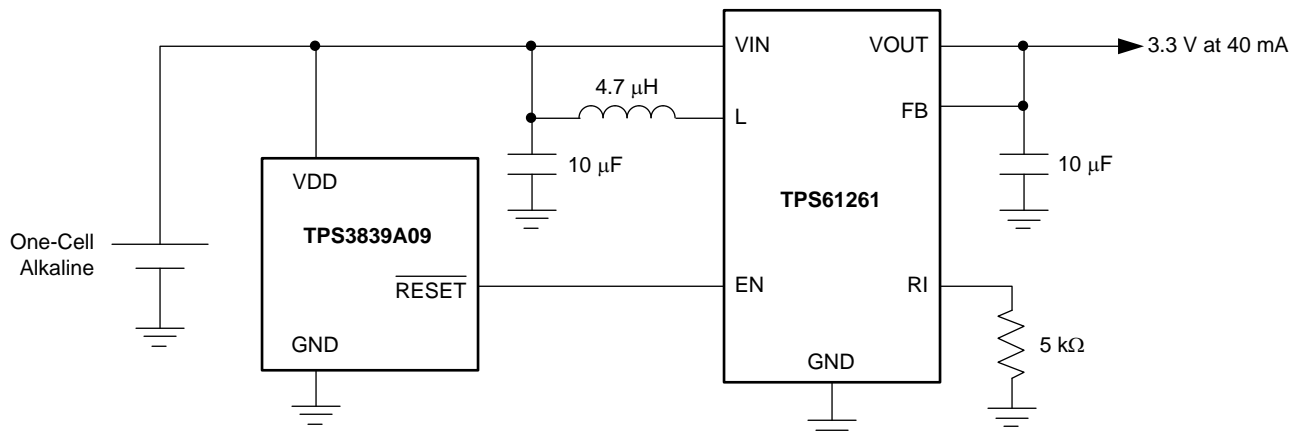 VIN
VOUT
3.3 V at 40 mA
4.7 μH
L
FB
10 μF
10 μF
VDD
TPS61261
TPS3839A09
One-Cell
Alkaline
RESET
EN
RI
GND
GND
5 kΩ